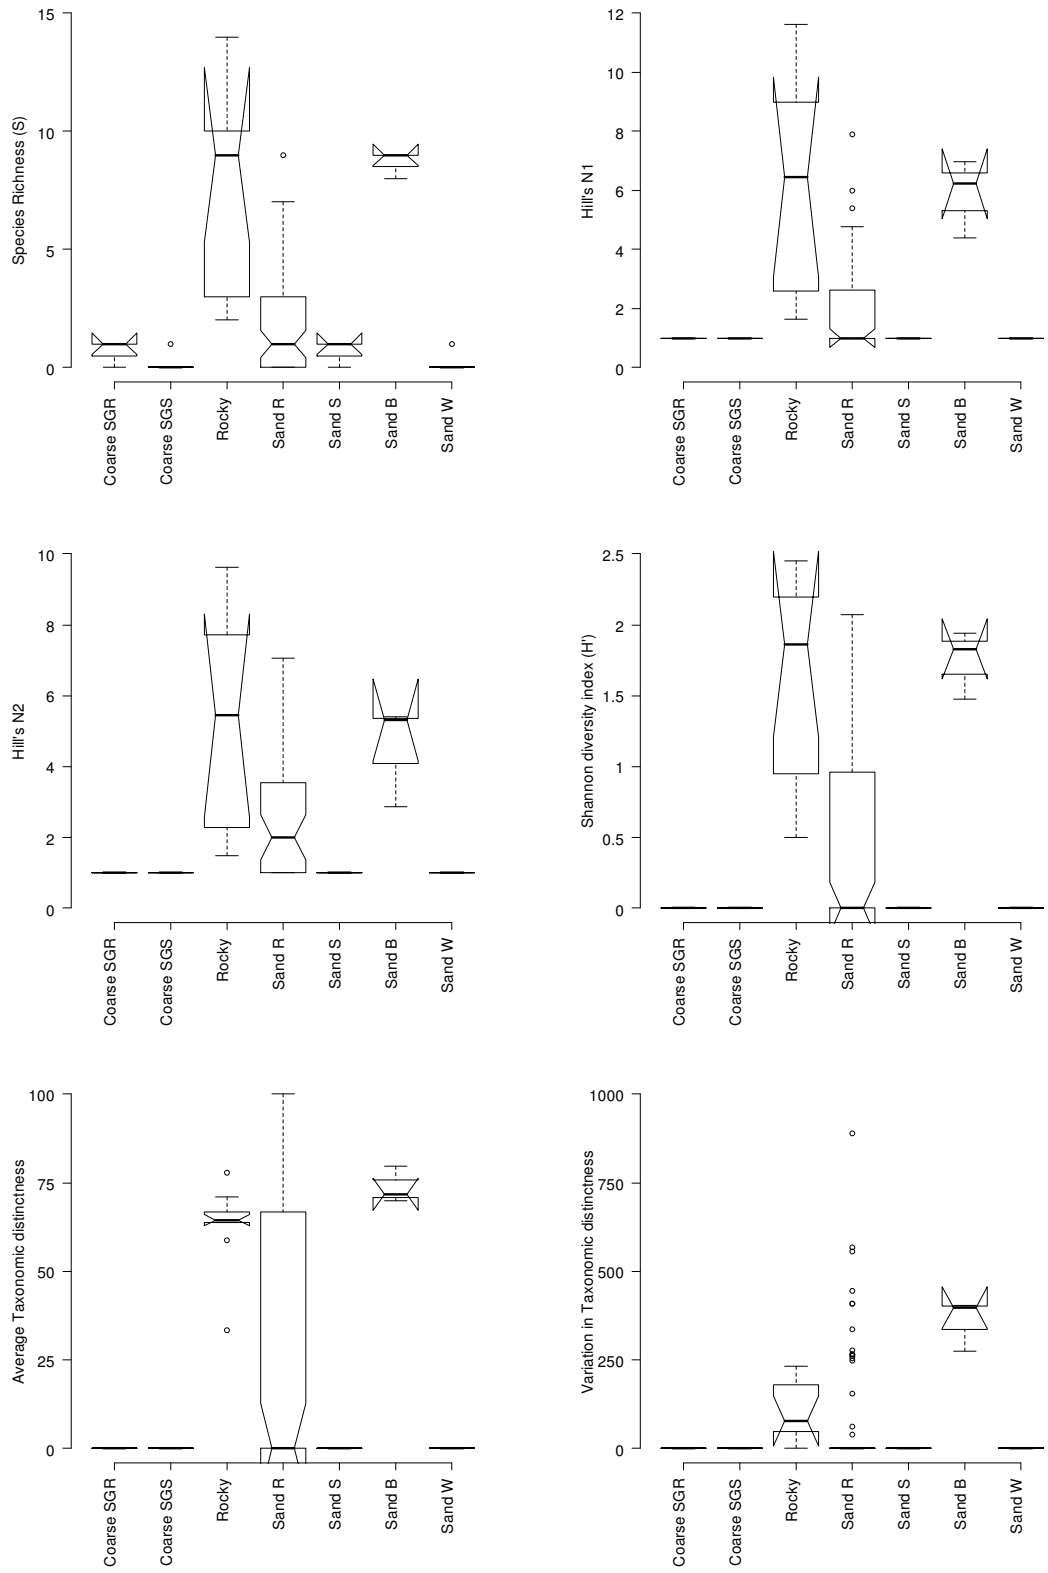 Species Richness (S)
15
10
5
0
Coarse SGR
Coarse SGS
Rocky
Sand R
Sand S
Sand B
Sand W
Hill's N1
12
10
8
6
4
2
0
Coarse SGR
Coarse SGS
Rocky
Sand R
Sand S
Sand B
Sand W
Hill's N2
10
8
6
4
2
0
Coarse SGR
Coarse SGS
Rocky
Sand R
Sand S
Sand B
Sand W
Shannon diversity index (H')
2.5
2
1.5
1
0.5
0
Coarse SGR
Coarse SGS
Rocky
Sand R
Sand S
Sand B
Sand W
Average Taxonomic distinctness
100
75
50
25
0
Coarse SGR
Coarse SGS
Rocky
Sand R
Sand S
Sand B
Sand W
Variation in Taxonomic distinctness
1000
750
500
250
0
Coarse SGR
Coarse SGS
Rocky
Sand R
Sand S
Sand B
Sand W